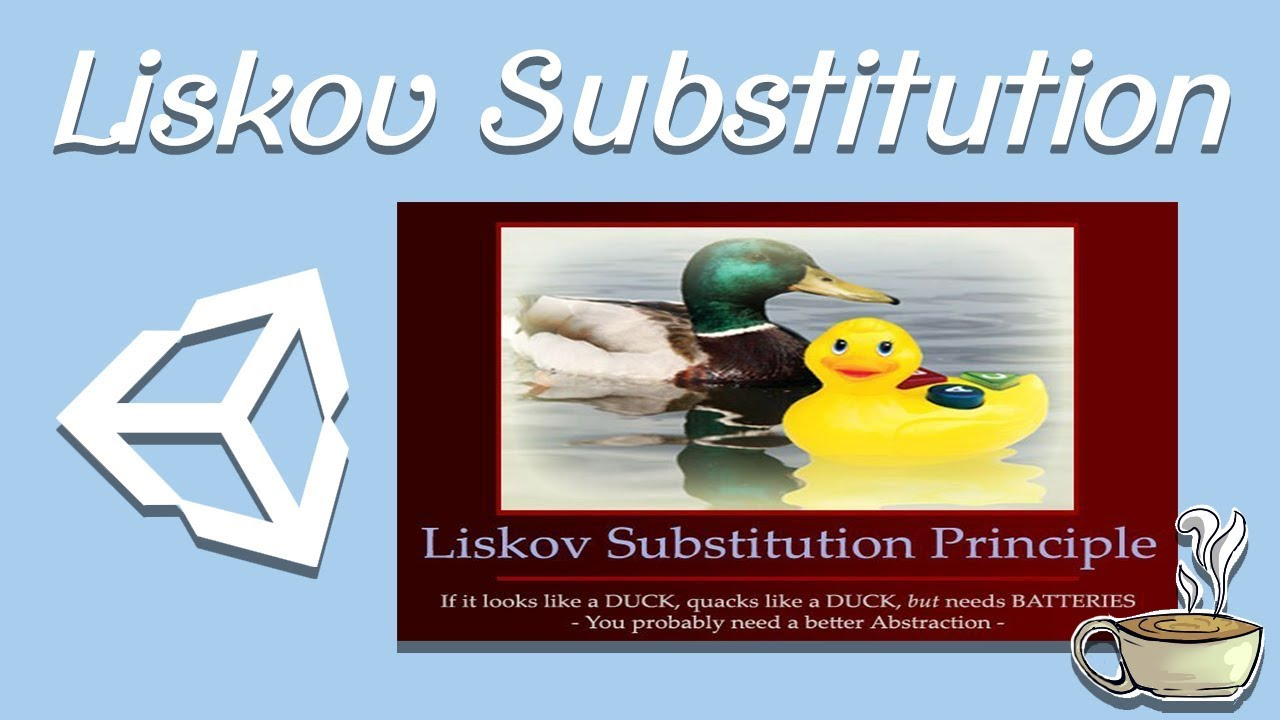 Liskov Substitution
Liskov Substitution Principle
If it looks like a DUCK, quacks like a DUCK, but needs BATTERIES
- You probably need a better Abstraction -